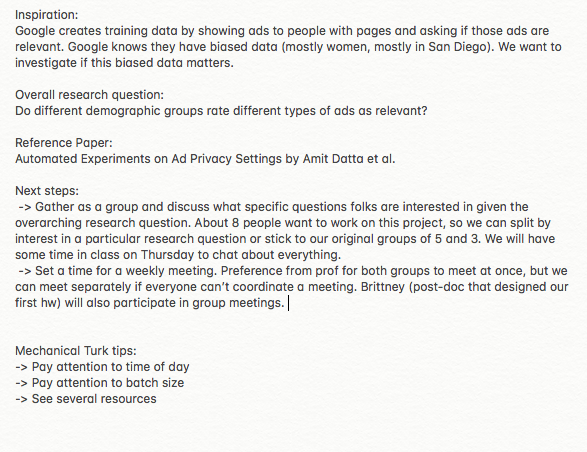 Inspiration:
Google creates training data by showing ads to people with pages and asking if those ads are
relevant. Google knows they have biased data (mostly women, mostly in San Diego). We want to
investigate if this biased data matters.
Overall research question:
Do different demographic groups rate different types of ads as relevant?
Reference Paper:
Automated Experiments on Ad Privacy Settings by Amit Datta et al.
Next steps:
-> Gather as a group and discuss what specific questions folks are interested in given the
overarching research question. About 8 people want to work on this project, so we can split by
interest in a particular research question or stick to our original groups of 5 and 3. We will have
some time in class on Thursday to chat about everything.
-> Set a time for a weekly meeting. Preference from prof for both groups to meet at once, but we
can meet separately if everyone can't coordinate a meeting. Brittney (post-doc that designed our
first hw) will also participate in group meetings.
Mechanical Turk tips:
-> Pay attention to time of day
-> Pay attention to batch size
-> See several resources